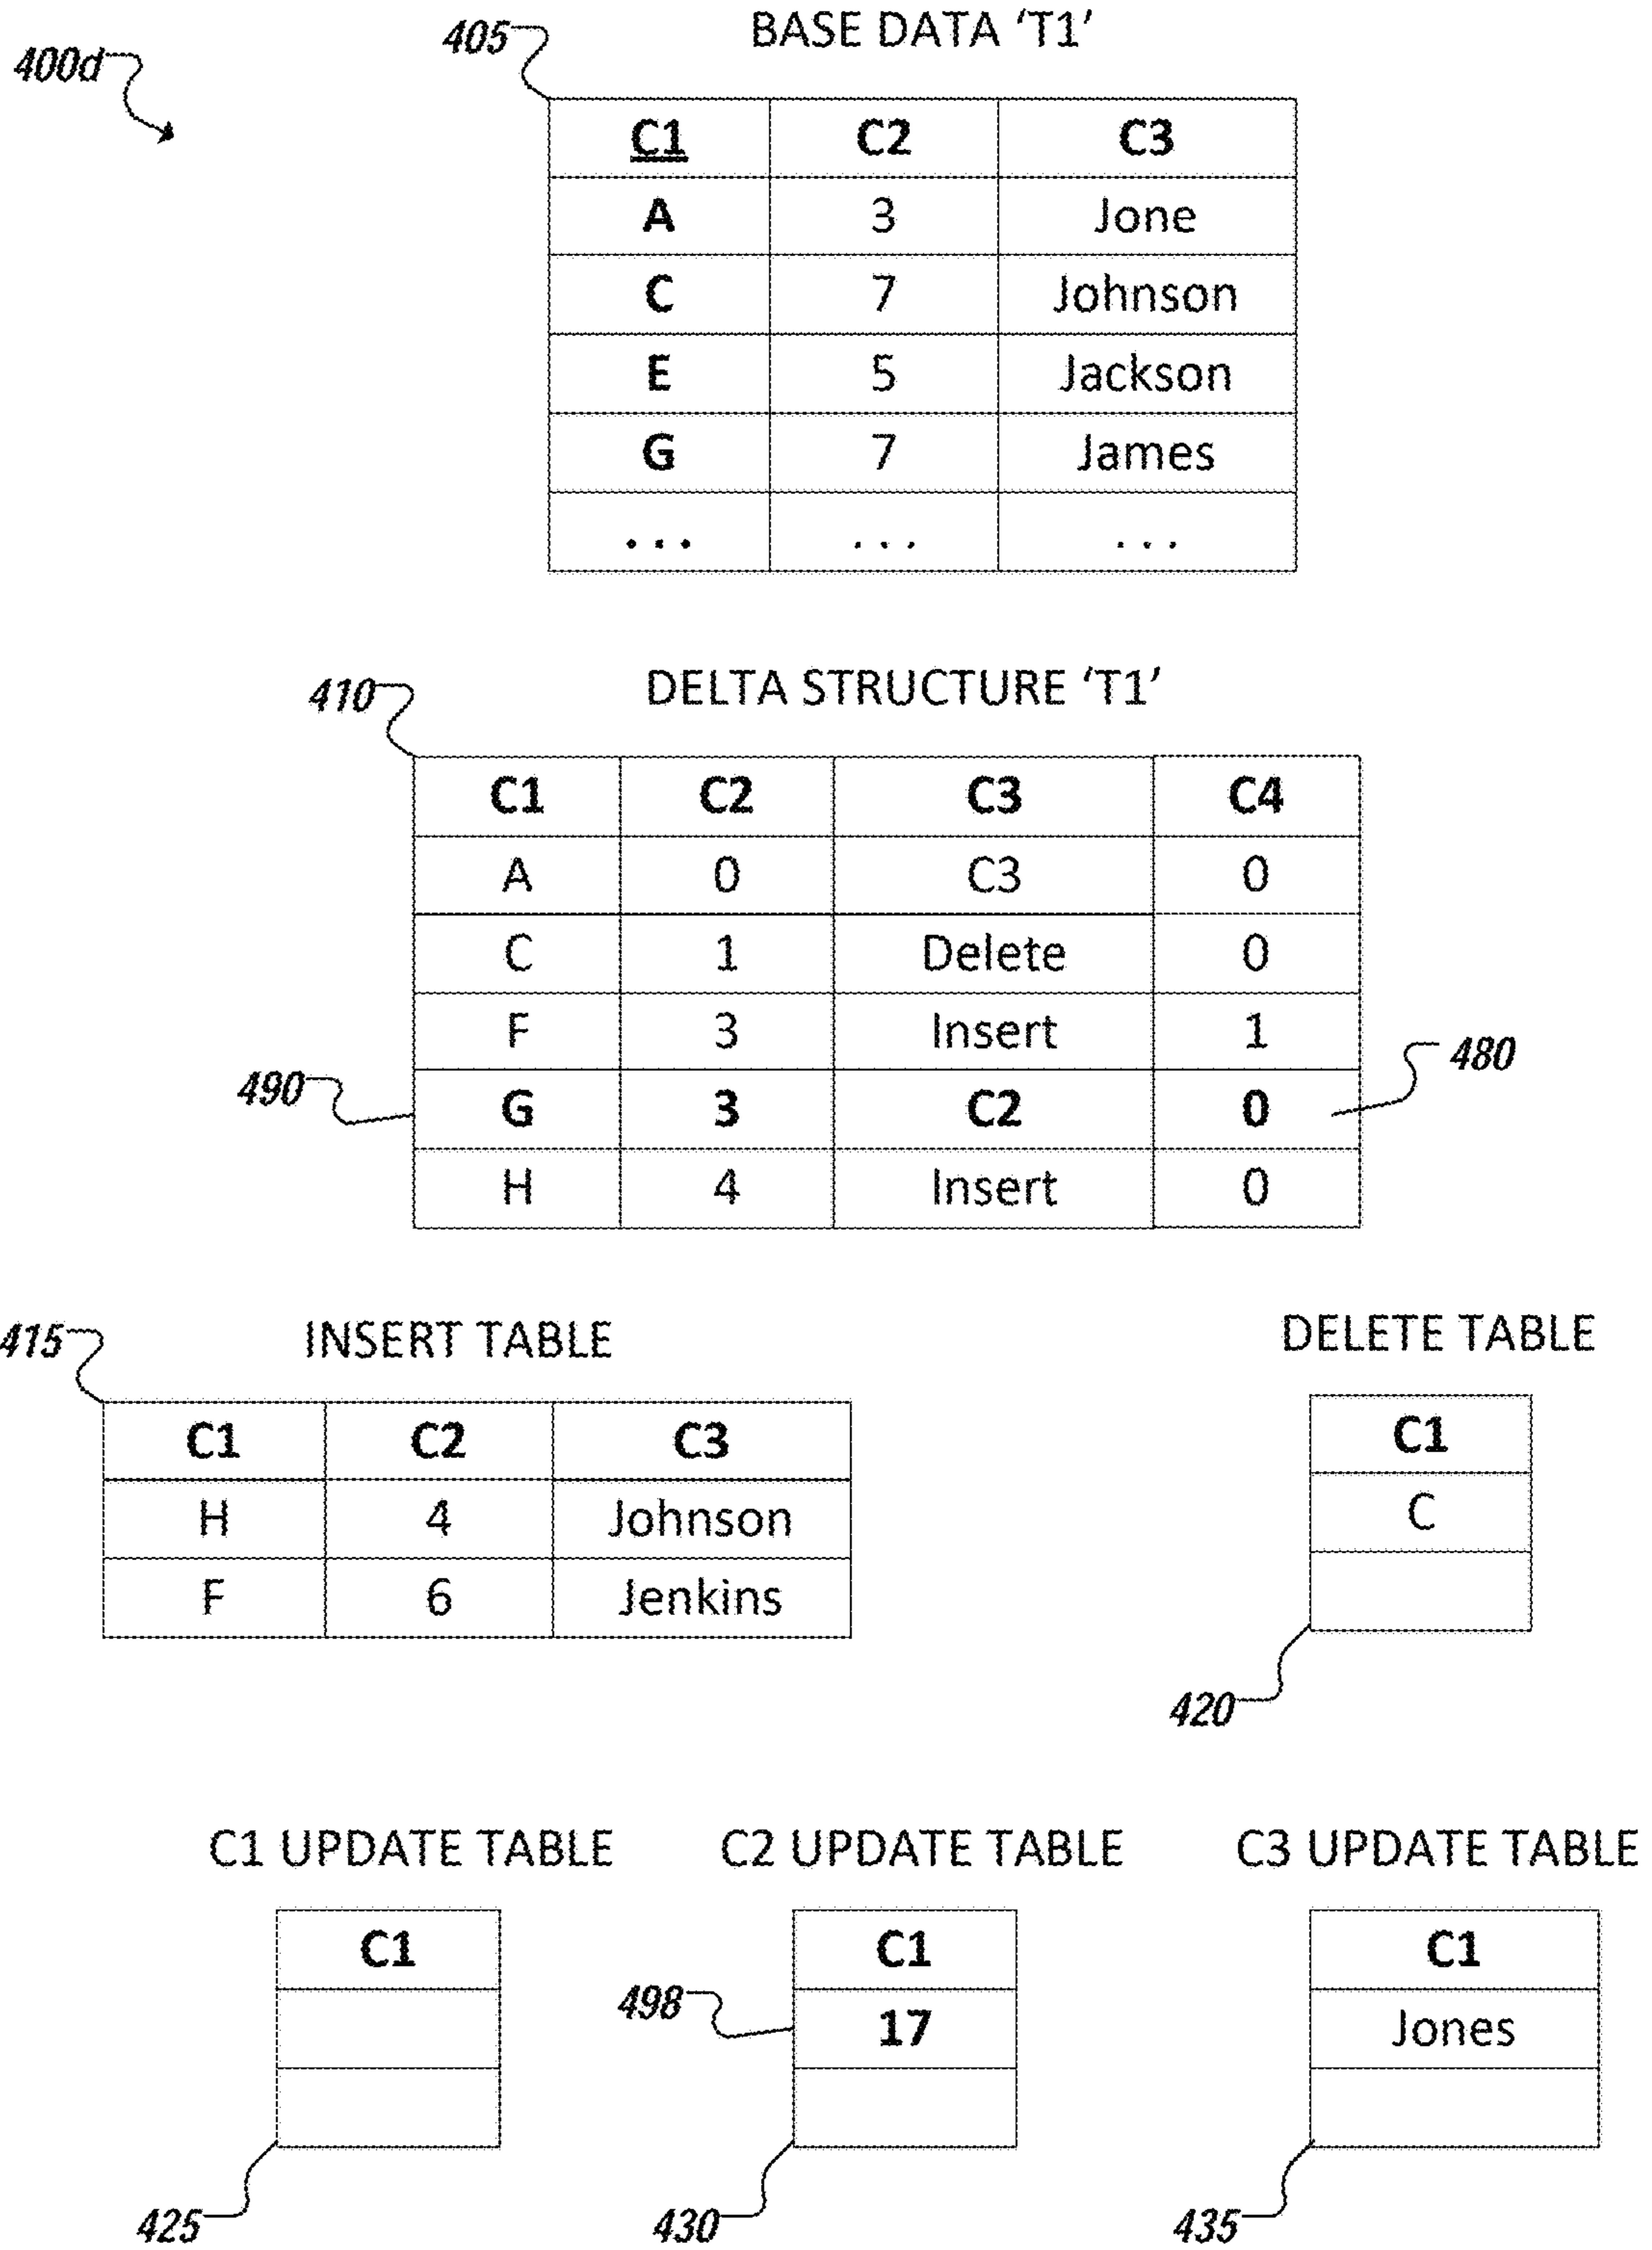 BASE DATA 'T1'
405
400d
C1 C2 C3
A 3 Jone
C 7 Johnson
E 5 Jackson
G 7 James
... ... ...
DELTA STRUCTURE 'T1'
410
C1 C2 C3 C4
A 0 C3 0
C 1 Delete 0
F 3 Insert 1
480
490
G 3 C2 0
H 4 Insert 0
415
INSERT TABLE
DELETE TABLE
C1 C2 C3
C1
H 4 Johnson
C
F 6 Jenkins
420
C1 UPDATE TABLE
C2 UPDATE TABLE
C3 UPDATE TABLE
C1
C1
C1
498
17
Jones
425
430
435